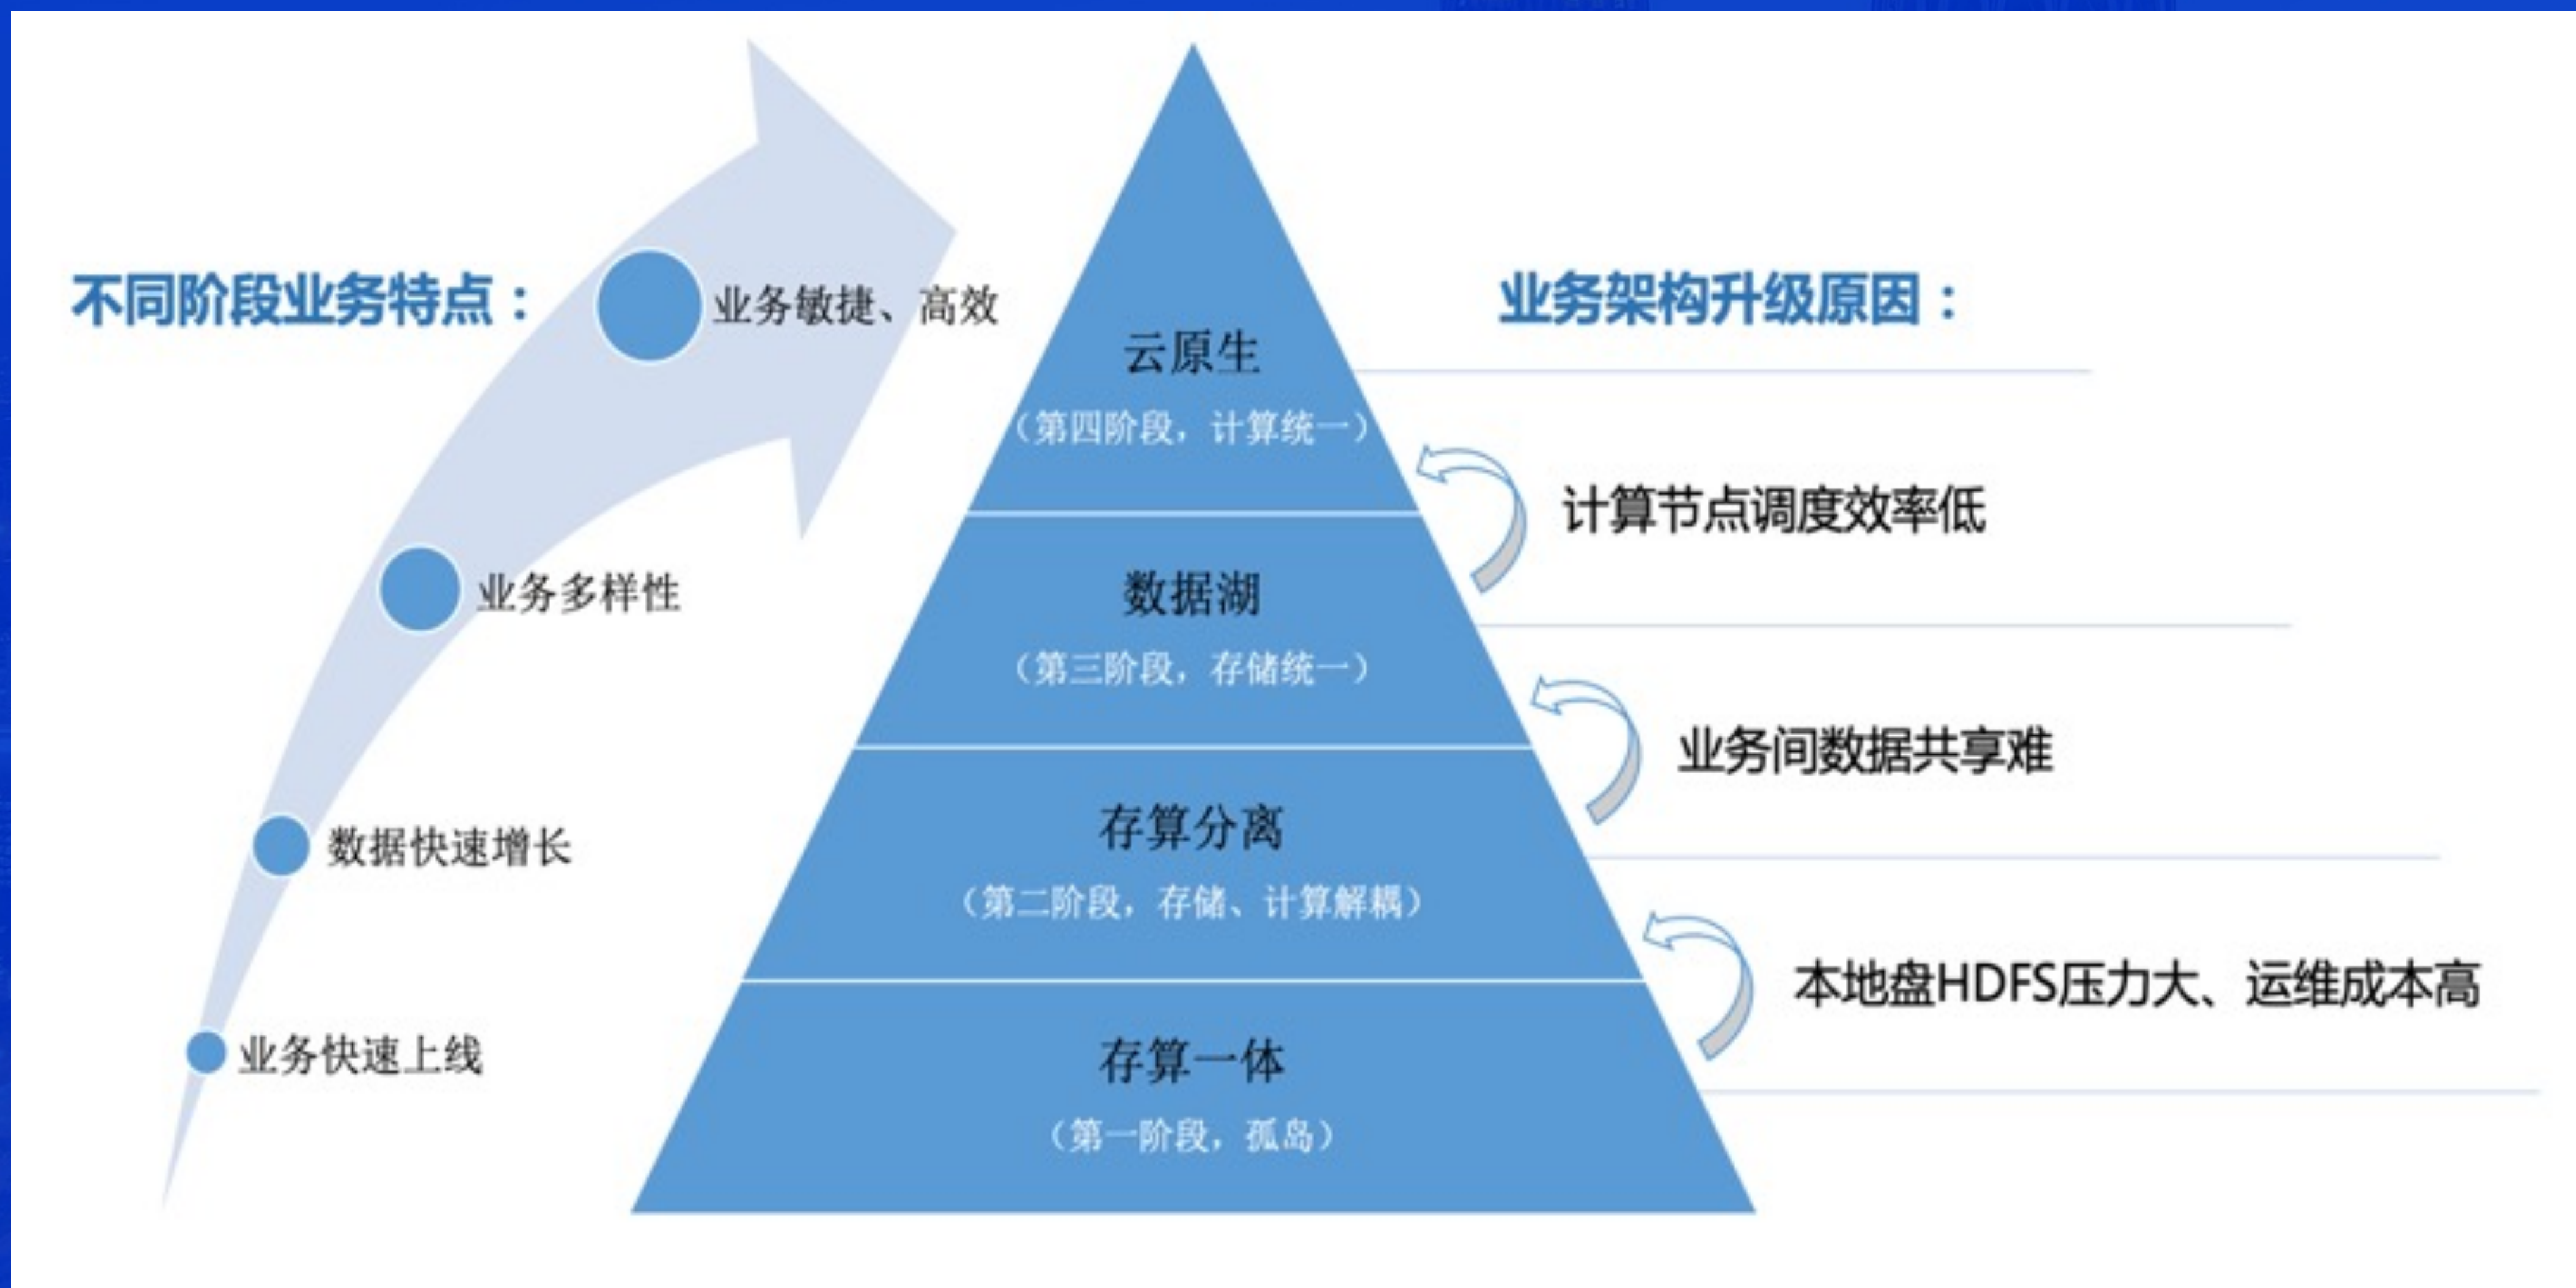 不同阶段业务特点：
业务敏捷、高效
业务多样性
数据快速增长
业务快速上线
云原生
（第四阶段，计算统一）
数据湖
（第三阶段，存储统一）
存算分离
（第二阶段，存储、计算解耦）
存算一体
（第一阶段，孤岛）
业务架构升级原因：
计算节点调度效率低
业务间数据共享难
本地盘HDFS压力大、运维成本高